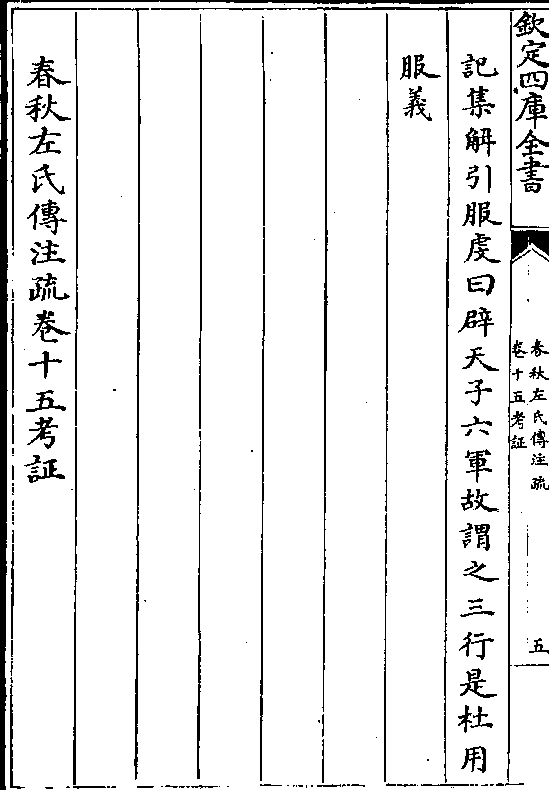 欽定四庫全書
春秋左氏傳注疏
卷十五考証
五
記集解引服虔曰辟天子六軍故謂之三行是杜用
服義
春秋左氏傳注疏卷十五考証